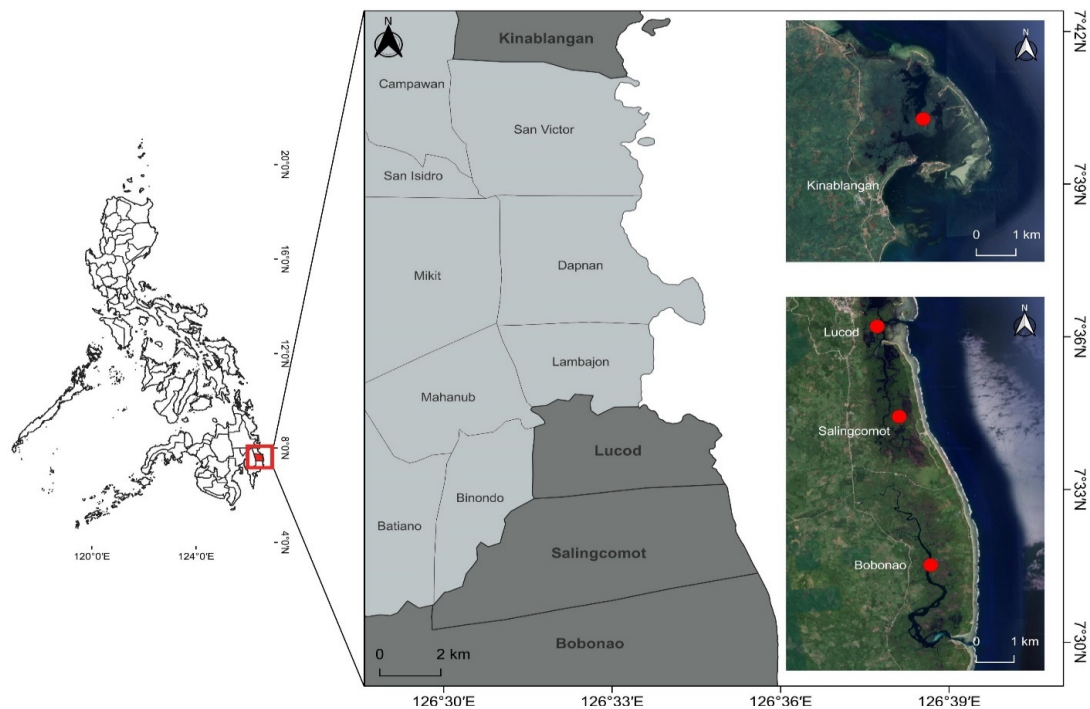 20°0'N
16°0'N
12°0'N
8°0'N
4°0'N
120°0'E
124°0'E
N
Kinablangan
Campawan
San Victor
San Isidro
Mikit
Dapnan
Lambajon
Mahanub
Lucod
Binondo
Batiano
Salingcomot
Bobonao
0 2 km
126°30'E
126°33'E
126°36'E
126°39'E
N
Kinablangan
0 1 km
N
Lucod
Salingcomot
Bobonao
0 1 km
7°42'N
7°39'N
7°36'N
7°33'N
7°30'N